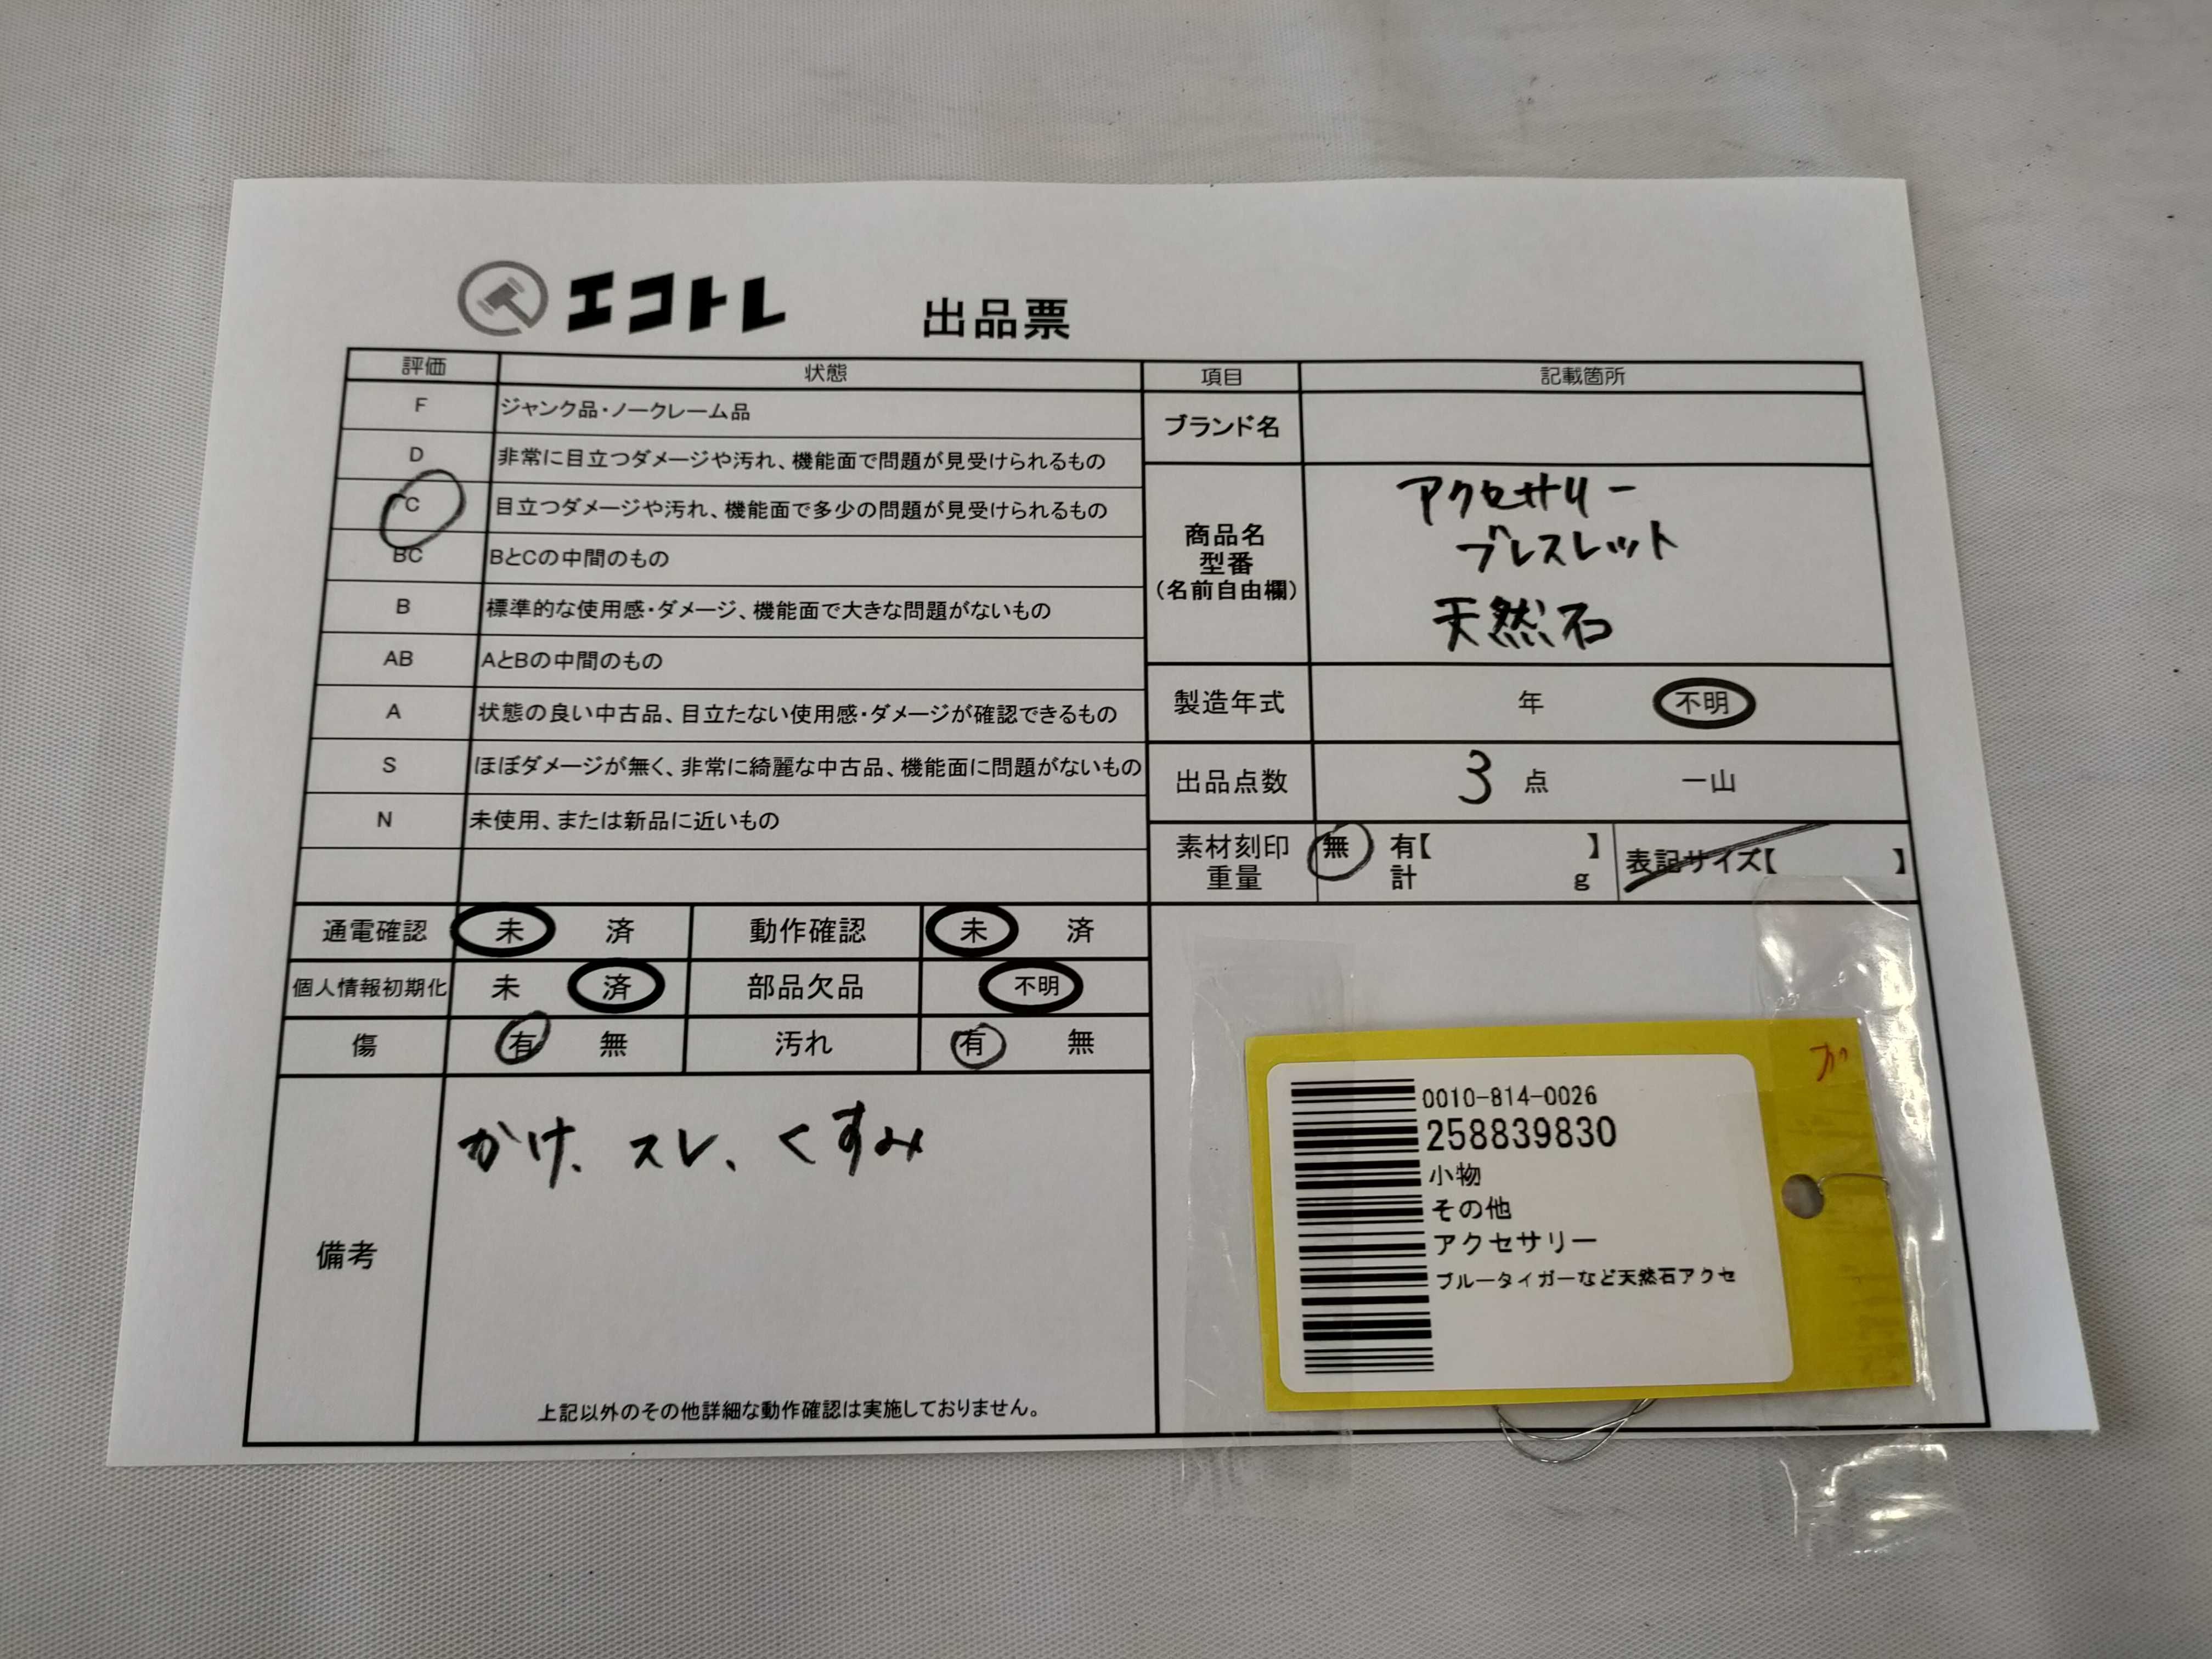 エコトレ 出品票
評価 状態
F ジャンク品・ノークレーム品
D 非常に目立つダメージや汚れ、機能面で問題が見受けられるもの
C 目立つダメージや汚れ、機能面で多少の問題が見受けられるもの
BC BとCの中間のもの
B 標準的な使用感・ダメージ、機能面で大きな問題がないもの
AB AとBの中間のもの
A 状態の良い中古品、目立たない使用感・ダメージが確認できるもの
S ほぼダメージが無く、非常に綺麗な中古品、機能面に問題がないもの
N 未使用、または新品に近いもの
項目 記載箇所
ブランド名
商品名
型番
(名前自由欄)
アクセサリー
ブレスレット
天然石
製造年式 年 不明
出品点数 3 点 一山
素材刻印 無 有【 】
重量 計 g
表記サイズ【 】
通電確認 未 済 動作確認 未 済
個人情報初期化 未 済 部品欠品 不明
傷 有 無 汚れ 有 無
備考
かけ、スレ、くすみ
上記以外のその他詳細な動作確認は実施しておりません。
0010-814-0026
258839830
小物
その他
アクセサリー
ブルータイガーなど天然石アクセ